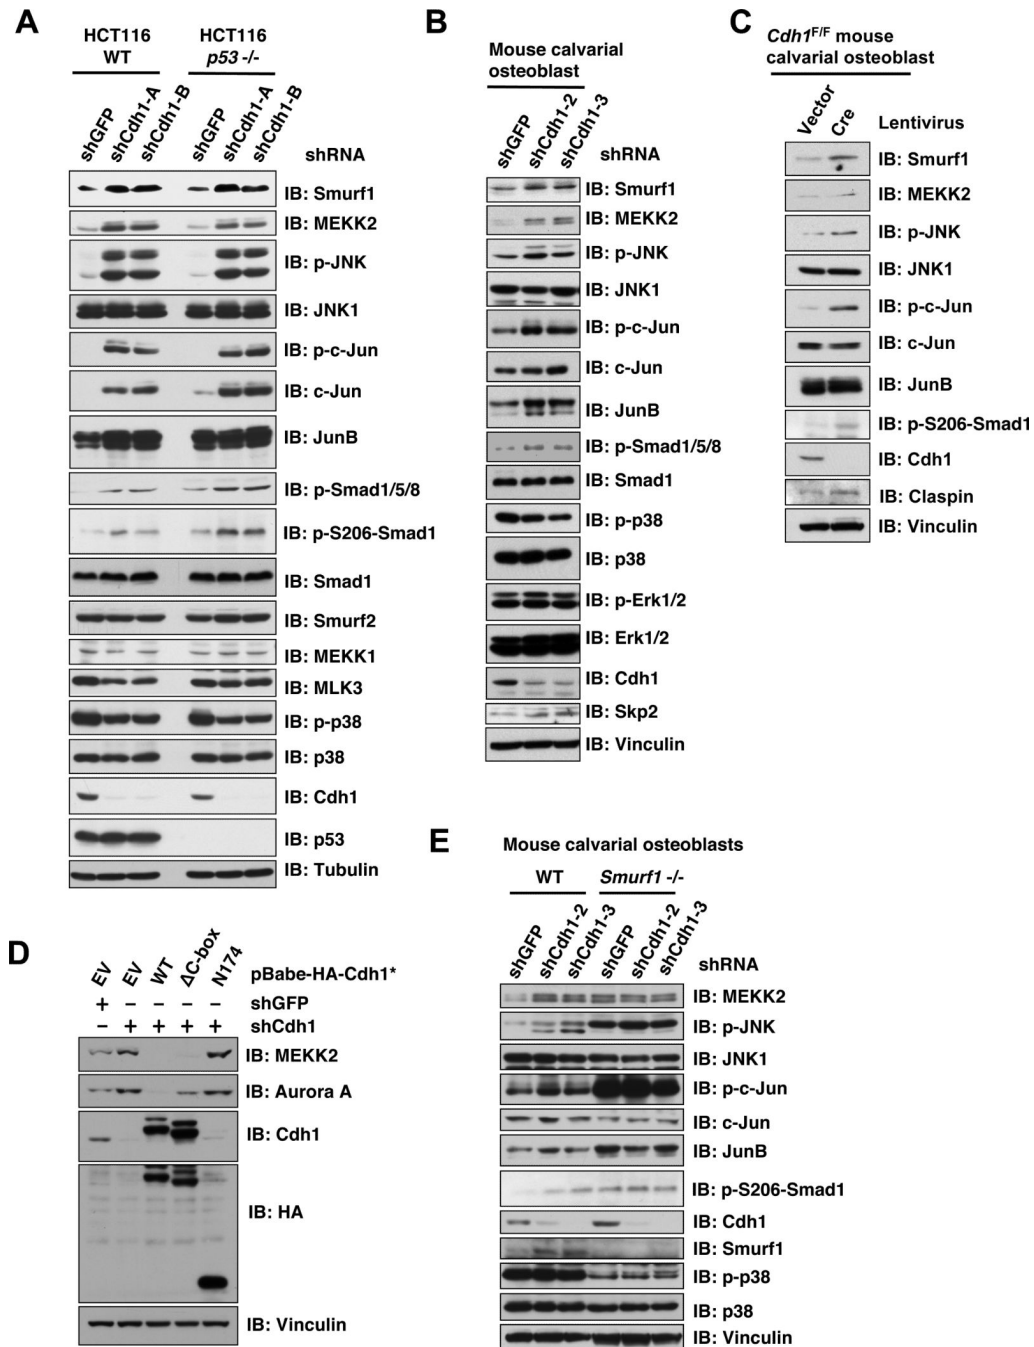 A
HCT116
WT
HCT116
p53 -/-
shGFP
shCdh1-A
shCdh1-B
shGFP
shCdh1-A
shCdh1-B
shRNA
IB: Smurf1
IB: MEKK2
IB: p-JNK
IB: JNK1
IB: p-c-Jun
IB: c-Jun
IB: JunB
IB: p-Smad1/5/8
IB: p-S206-Smad1
IB: Smad1
IB: Smurf2
IB: MEKK1
IB: MLK3
IB: p-p38
IB: p38
IB: Cdh1
IB: p53
IB: Tubulin
B
Mouse calvarial
osteoblast
shGFP
shCdh1-2
shCdh1-3
shRNA
IB: Smurf1
IB: MEKK2
IB: p-JNK
IB: JNK1
IB: p-c-Jun
IB: c-Jun
IB: JunB
IB: p-Smad1/5/8
IB: Smad1
IB: p-p38
IB: p38
IB: p-Erk1/2
IB: Erk1/2
IB: Cdh1
IB: Skp2
IB: Vinculin
C
Cdh1F/F mouse
calvarial osteoblast
Vector
Cre
Lentivirus
IB: Smurf1
IB: MEKK2
IB: p-JNK
IB: JNK1
IB: p-c-Jun
IB: c-Jun
IB: JunB
IB: p-S206-Smad1
IB: Cdh1
IB: Claspin
IB: Vinculin
D
EV
EV
WT
ΔC-box
N174
pBabe-HA-Cdh1*
+ − − − − shGFP
− + + + + shCdh1
IB: MEKK2
IB: Aurora A
IB: Cdh1
IB: HA
IB: Vinculin
E
Mouse calvarial osteoblasts
WT
Smurf1 -/-
shGFP
shCdh1-2
shCdh1-3
shGFP
shCdh1-2
shCdh1-3
shRNA
IB: MEKK2
IB: p-JNK
IB: JNK1
IB: p-c-Jun
IB: c-Jun
IB: JunB
IB: p-S206-Smad1
IB: Cdh1
IB: Smurf1
IB: p-p38
IB: p38
IB: Vinculin